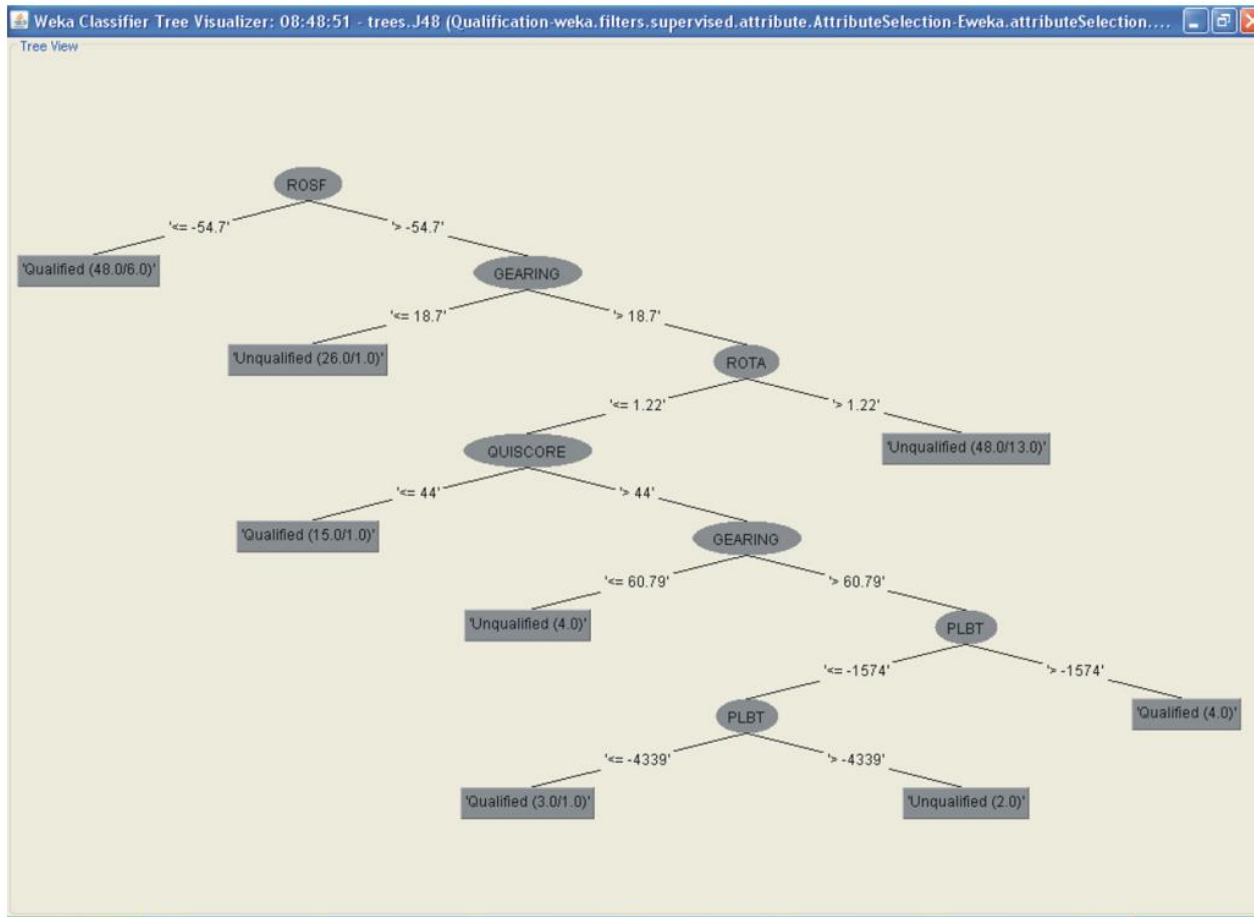 Weka Classifier Tree Visualizer: 08:48:51 - trees.J48 (Qualification-weka.filters.supervised.attribute.AttributeSelection-Eweka.attributeSelection....
Tree View
ROSF
'<= -54.7'
'> -54.7'
'Qualified (48.0/6.0)'
GEARING
'<= 18.7'
'> 18.7'
'Unqualified (26.0/1.0)'
ROTA
'<= 1.22'
'> 1.22'
QUISCORE
'Unqualified (48.0/13.0)'
'<= 44'
'> 44'
'Qualified (15.0/1.0)'
GEARING
'<= 60.79'
'> 60.79'
'Unqualified (4.0)'
PLBT
'<= -1574'
'> -1574'
PLBT
'Qualified (4.0)'
'<= -4339'
'> -4339'
'Qualified (3.0/1.0)'
'Unqualified (2.0)'